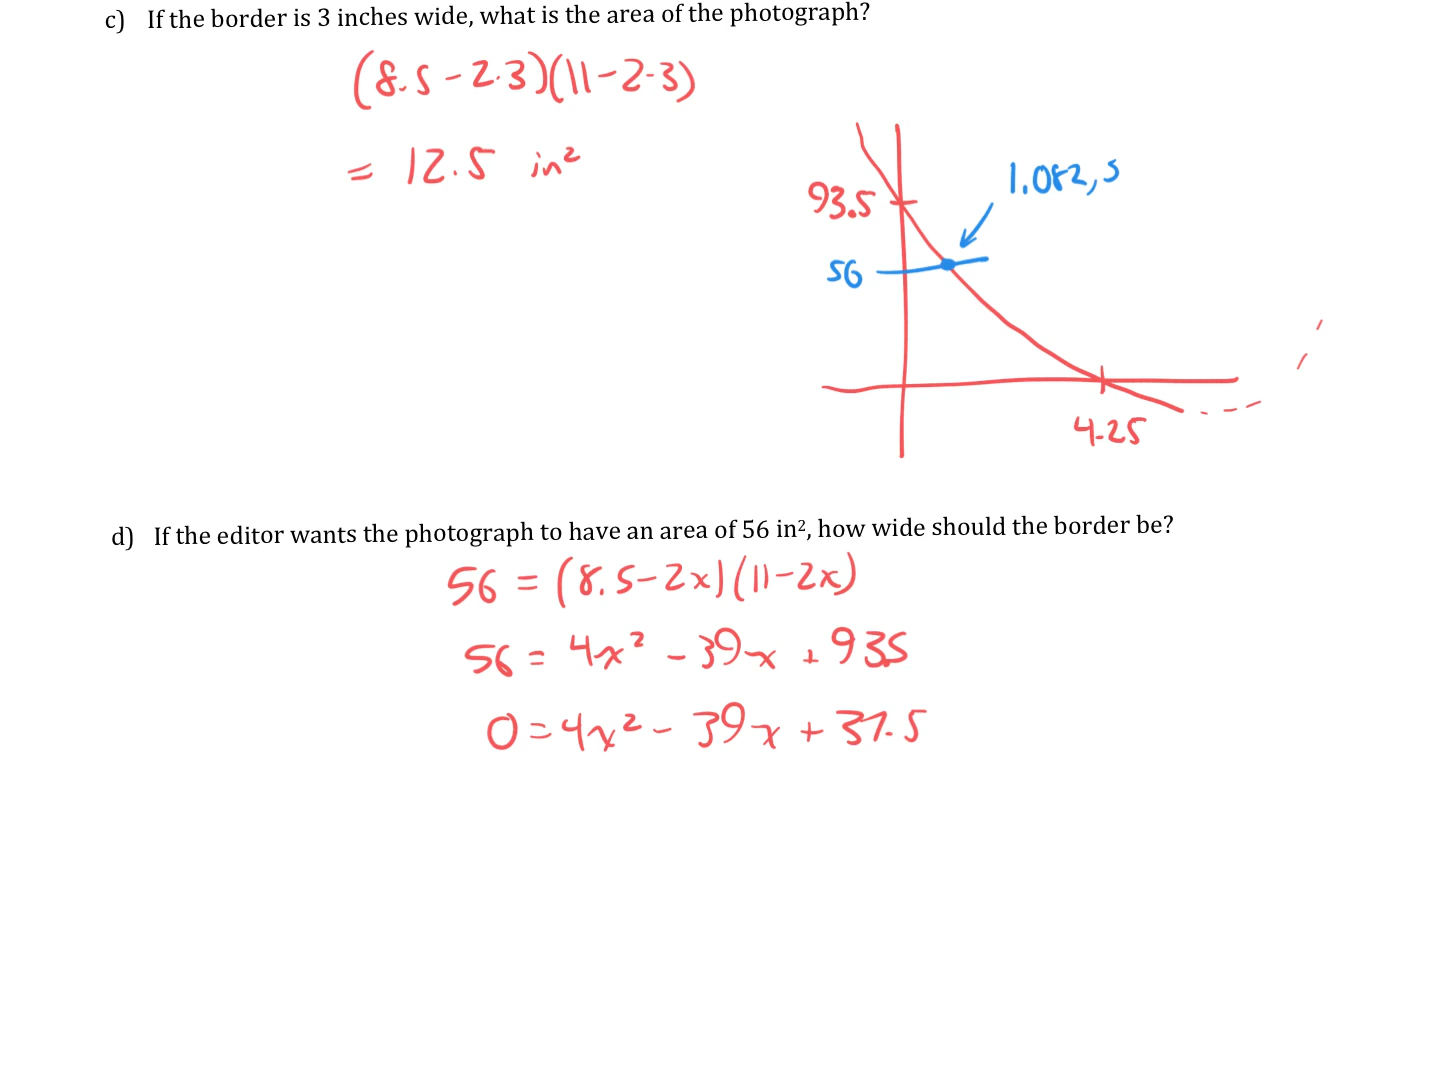 c) If the border is 3 inches wide, what is the area of the photograph?
(8.5-2·3)(11-2·3)
= 12.5 in²
1.082, 5
93.5
56
4.25
d) If the editor wants the photograph to have an area of 56 in², how wide should the border be?
56 = (8.5-2x)(11-2x)
56 = 4x² - 39x + 93.5
0 = 4x² - 39x + 37.5